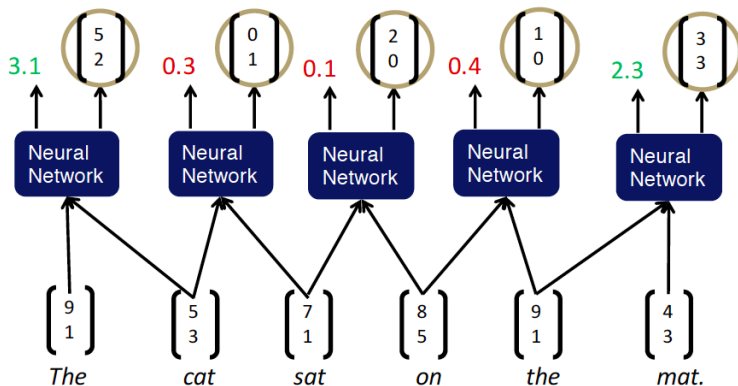 5 0 2 1 3
2 1 0 0 3
3.1 0.3 0.1 0.4 2.3
Neural Neural Neural Neural Neural
Network Network Network Network Network
9 5 7 8 9 4
1 3 1 5 1 3
The cat sat on the mat.